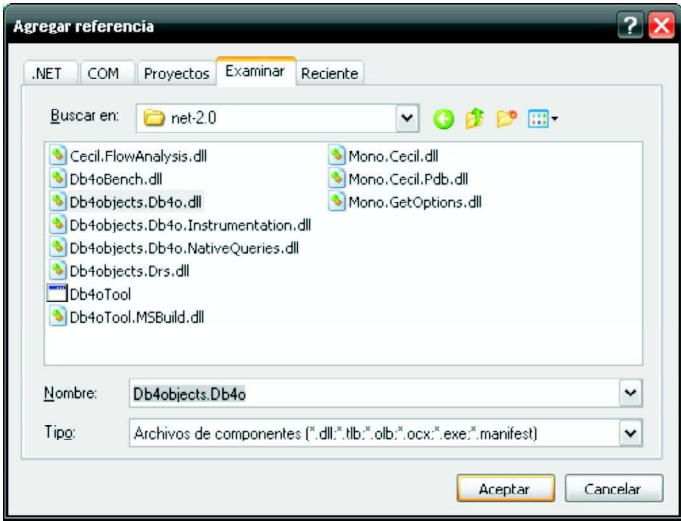 Agregar referencia
.NET COM Proyectos Examinar Reciente
Buscar en: net-2.0
Cecil.FlowAnalysis.dll
Db4oBench.dll
Db4objects.Db4o.dll
Db4objects.Db4o.Instrumentation.dll
Db4objects.Db4o.NativeQueries.dll
Db4objects.Drs.dll
Db4oTool
Db4oTool.MSBuild.dll
Mono.Cecil.dll
Mono.Cecil.Pdb.dll
Mono.GetOptions.dll
Nombre: Db4objects.Db4o
Tipo: Archivos de componentes (*.dll;*.tlb;*.olb;*.ocx;*.exe;*.manifest)
Aceptar Cancelar